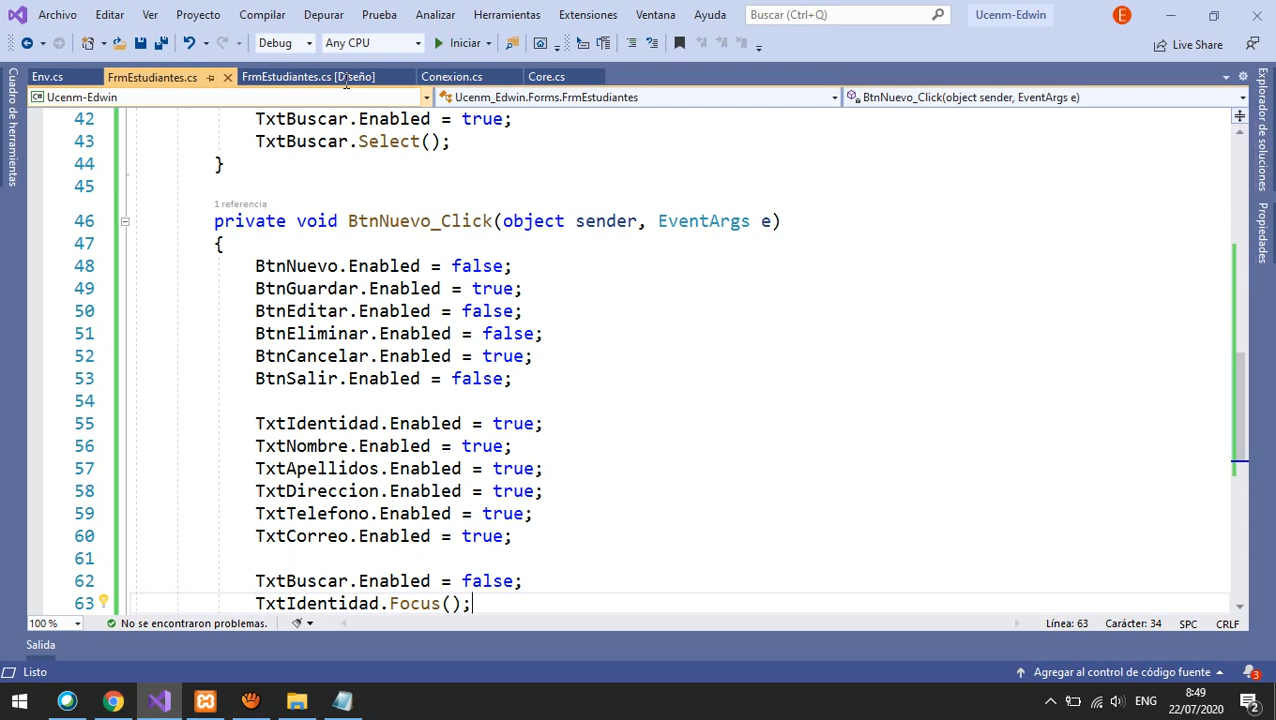 Archivo Editar Ver Proyecto Compilar Depurar Prueba Analizar Herramientas Extensiones Ventana Ayuda Buscar (Ctrl+Q) Ucenm-Edwin E
Debug Any CPU Iniciar Live Share
Env.cs FrmEstudiantes.cs FrmEstudiantes.cs [Diseño] Conexion.cs Core.cs
Ucenm-Edwin Ucenm_Edwin.Forms.FrmEstudiantes BtnNuevo_Click(object sender, EventArgs e)
Cuadro de herramientas
Explorador de soluciones
Propiedades
42 TxtBuscar.Enabled = true;
43 TxtBuscar.Select();
44 }
45
1 referencia
46 private void BtnNuevo_Click(object sender, EventArgs e)
47 {
48 BtnNuevo.Enabled = false;
49 BtnGuardar.Enabled = true;
50 BtnEditar.Enabled = false;
51 BtnEliminar.Enabled = false;
52 BtnCancelar.Enabled = true;
53 BtnSalir.Enabled = false;
54
55 TxtIdentidad.Enabled = true;
56 TxtNombre.Enabled = true;
57 TxtApellidos.Enabled = true;
58 TxtDireccion.Enabled = true;
59 TxtTelefono.Enabled = true;
60 TxtCorreo.Enabled = true;
61
62 TxtBuscar.Enabled = false;
63 TxtIdentidad.Focus();
100 % No se encontraron problemas. Línea: 63 Carácter: 34 SPC CRLF
Salida
Listo Agregar al control de código fuente 3
ENG 8:49
22/07/2020 2